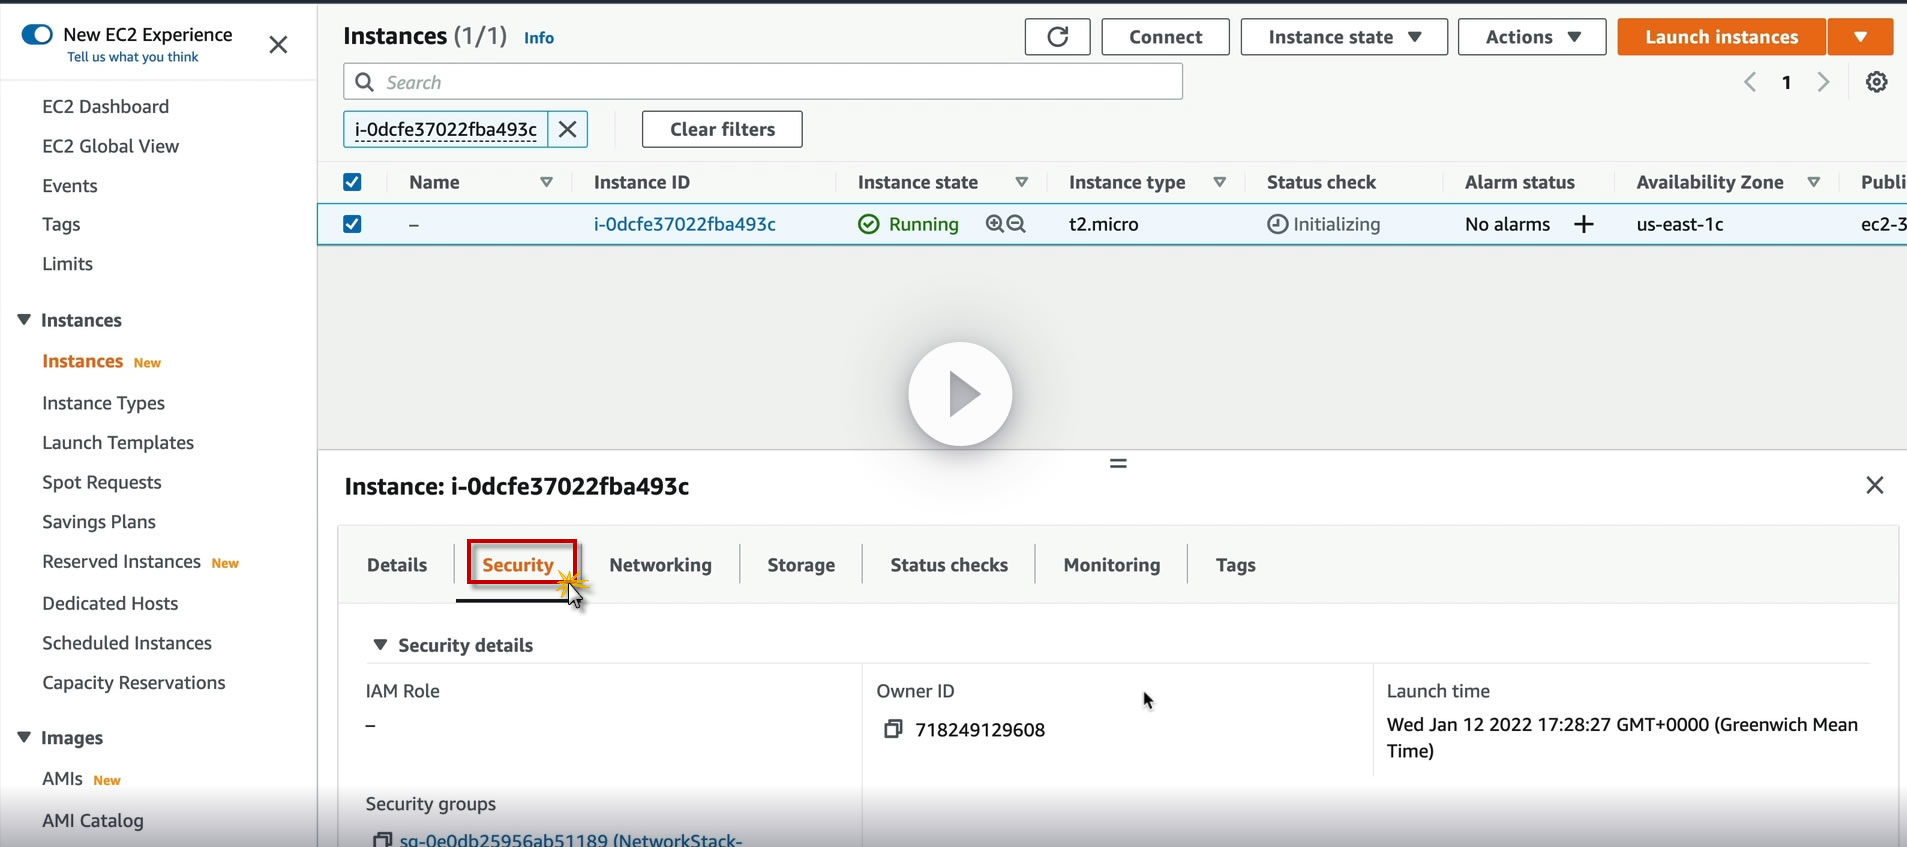 New EC2 Experience
Tell us what you think
EC2 Dashboard
EC2 Global View
Events
Tags
Limits
Instances
Instances New
Instance Types
Launch Templates
Spot Requests
Savings Plans
Reserved Instances New
Dedicated Hosts
Scheduled Instances
Capacity Reservations
Images
AMIs New
AMI Catalog
Instances (1/1) Info
Connect
Instance state
Actions
Launch instances
Search
1
i-0dcfe37022fba493c
Clear filters
Name Instance ID Instance state Instance type Status check Alarm status Availability Zone Publi
– i-0dcfe37022fba493c Running t2.micro Initializing No alarms + us-east-1c ec2-3
Instance: i-0dcfe37022fba493c
Details Security Networking Storage Status checks Monitoring Tags
Security details
IAM Role
–
Owner ID
718249129608
Launch time
Wed Jan 12 2022 17:28:27 GMT+0000 (Greenwich Mean
Time)
Security groups
sg-0e0db25956ab51189 (NetworkStack-